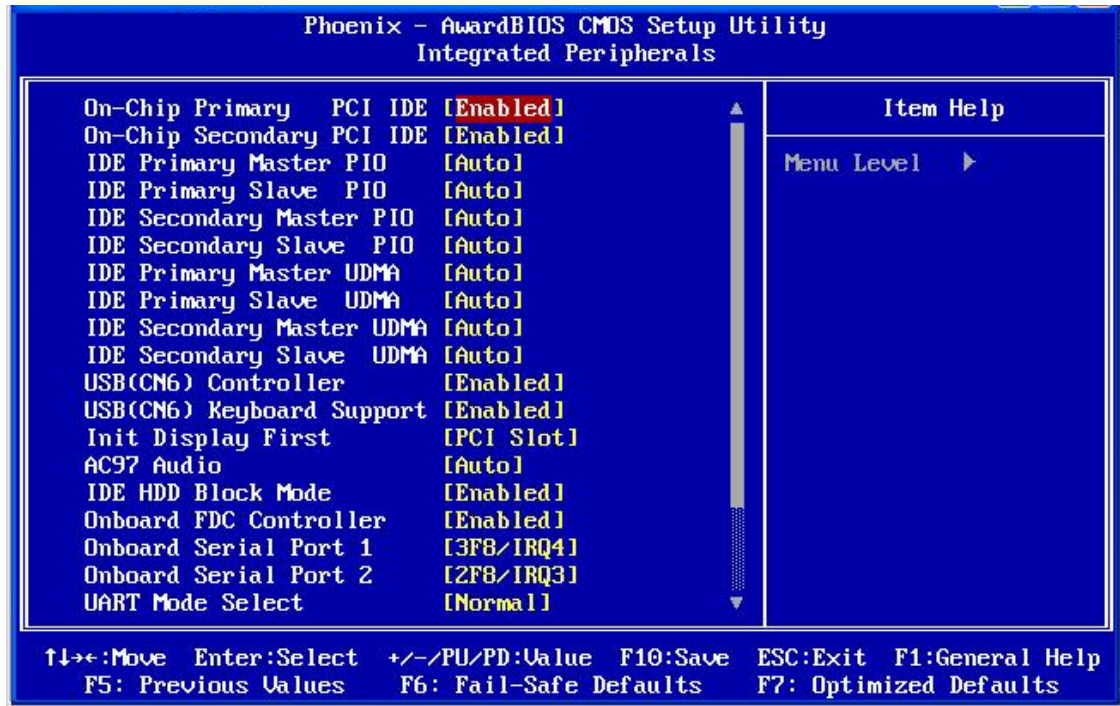 Phoenix - AwardBIOS CMOS Setup Utility
Integrated Peripherals
On-Chip Primary   PCI IDE [Enabled]
On-Chip Secondary PCI IDE [Enabled]
IDE Primary Master PIO [Auto]
IDE Primary Slave  PIO [Auto]
IDE Secondary Master PIO [Auto]
IDE Secondary Slave  PIO [Auto]
IDE Primary Master UDMA [Auto]
IDE Primary Slave  UDMA [Auto]
IDE Secondary Master UDMA [Auto]
IDE Secondary Slave  UDMA [Auto]
USB(CN6) Controller [Enabled]
USB(CN6) Keyboard Support [Enabled]
Init Display First [PCI Slot]
AC97 Audio [Auto]
IDE HDD Block Mode [Enabled]
Onboard FDC Controller [Enabled]
Onboard Serial Port 1 [3F8/IRQ4]
Onboard Serial Port 2 [2F8/IRQ3]
UART Mode Select [Normal]
Item Help
Menu Level ▶
↑↓→←:Move  Enter:Select  +/-/PU/PD:Value  F10:Save  ESC:Exit  F1:General Help
F5: Previous Values  F6: Fail-Safe Defaults  F7: Optimized Defaults